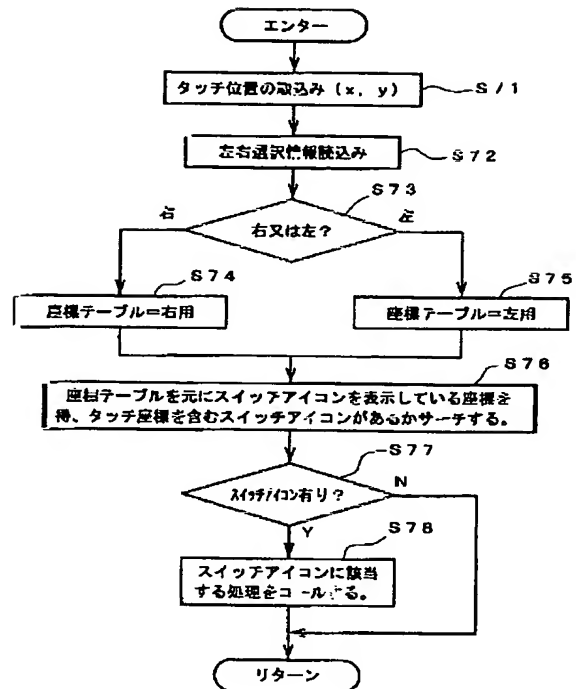 エンター
タッチ位置の取込み (x, y)
S71
左右選択情報読込み
S72
S73
右
右又は左?
左
S74
座標テーブル=右用
S75
座標テーブル=左用
S76
座標テーブルを元にスイッチアイコンを表示している座標を
得、タッチ座標を含むスイッチアイコンがあるかサーチする。
S77
スイッチアイコン有り?
N
Y
S78
スイッチアイコンに該当
する処理をコールする。
リターン